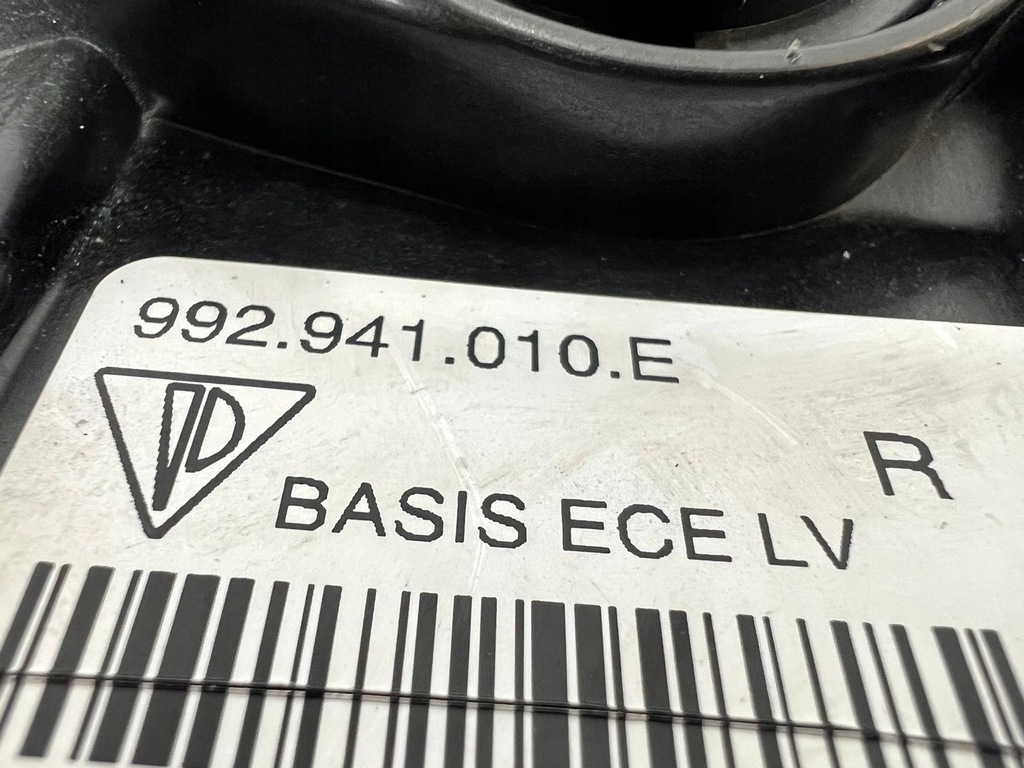 992.941.010.E
R
BASIS ECE LV